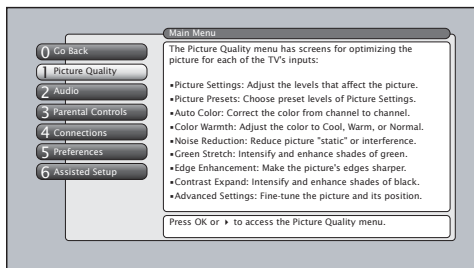 Main Menu
0 Go Back
1 Picture Quality
2 Audio
3 Parental Controls
4 Connections
5 Preferences
6 Assisted Setup
The Picture Quality menu has screens for optimizing the
picture for each of the TV's inputs:
▪Picture Settings: Adjust the levels that affect the picture.
▪Picture Presets: Choose preset levels of Picture Settings.
▪Auto Color: Correct the color from channel to channel.
▪Color Warmth: Adjust the color to Cool, Warm, or Normal.
▪Noise Reduction: Reduce picture "static" or interference.
▪Green Stretch: Intensify and enhance shades of green.
▪Edge Enhancement: Make the picture's edges sharper.
▪Contrast Expand: Intensify and enhance shades of black.
▪Advanced Settings: Fine-tune the picture and its position.
Press OK or ▸ to access the Picture Quality menu.